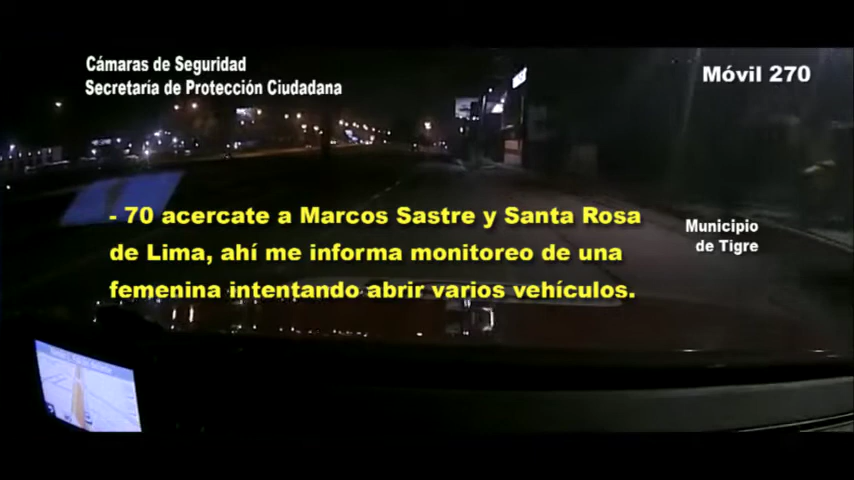 Cámaras de Seguridad
Secretaría de Protección Ciudadana
Móvil 270
- 70 acercate a Marcos Sastre y Santa Rosa
de Lima, ahí me informa monitoreo de una
femenina intentando abrir varios vehículos.
Municipio
de Tigre